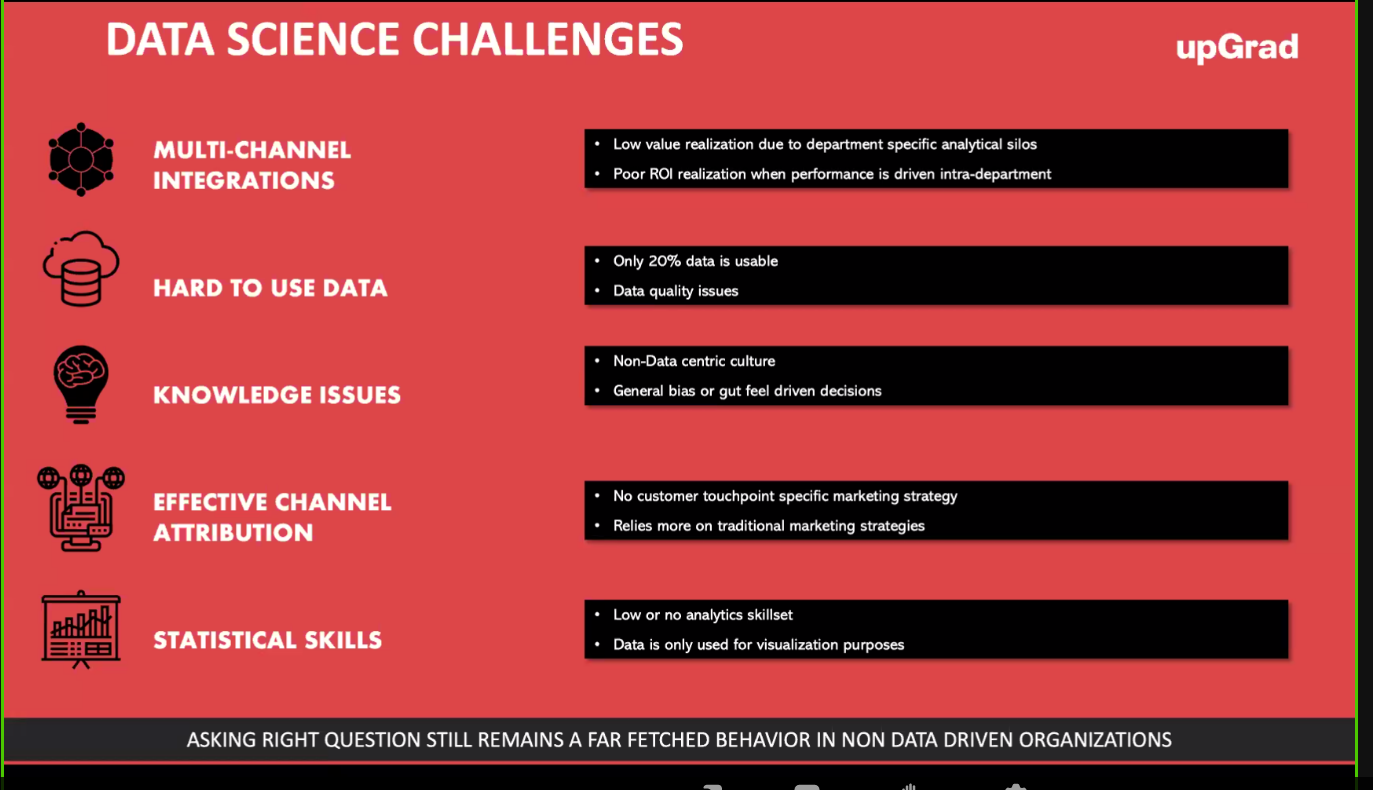 DATA SCIENCE CHALLENGES
upGrad
MULTI-CHANNEL
INTEGRATIONS
• Low value realization due to department specific analytical silos
• Poor ROI realization when performance is driven intra-department
HARD TO USE DATA
• Only 20% data is usable
• Data quality issues
KNOWLEDGE ISSUES
• Non-Data centric culture
• General bias or gut feel driven decisions
EFFECTIVE CHANNEL
ATTRIBUTION
• No customer touchpoint specific marketing strategy
• Relies more on traditional marketing strategies
STATISTICAL SKILLS
• Low or no analytics skillset
• Data is only used for visualization purposes
ASKING RIGHT QUESTION STILL REMAINS A FAR FETCHED BEHAVIOR IN NON DATA DRIVEN ORGANIZATIONS